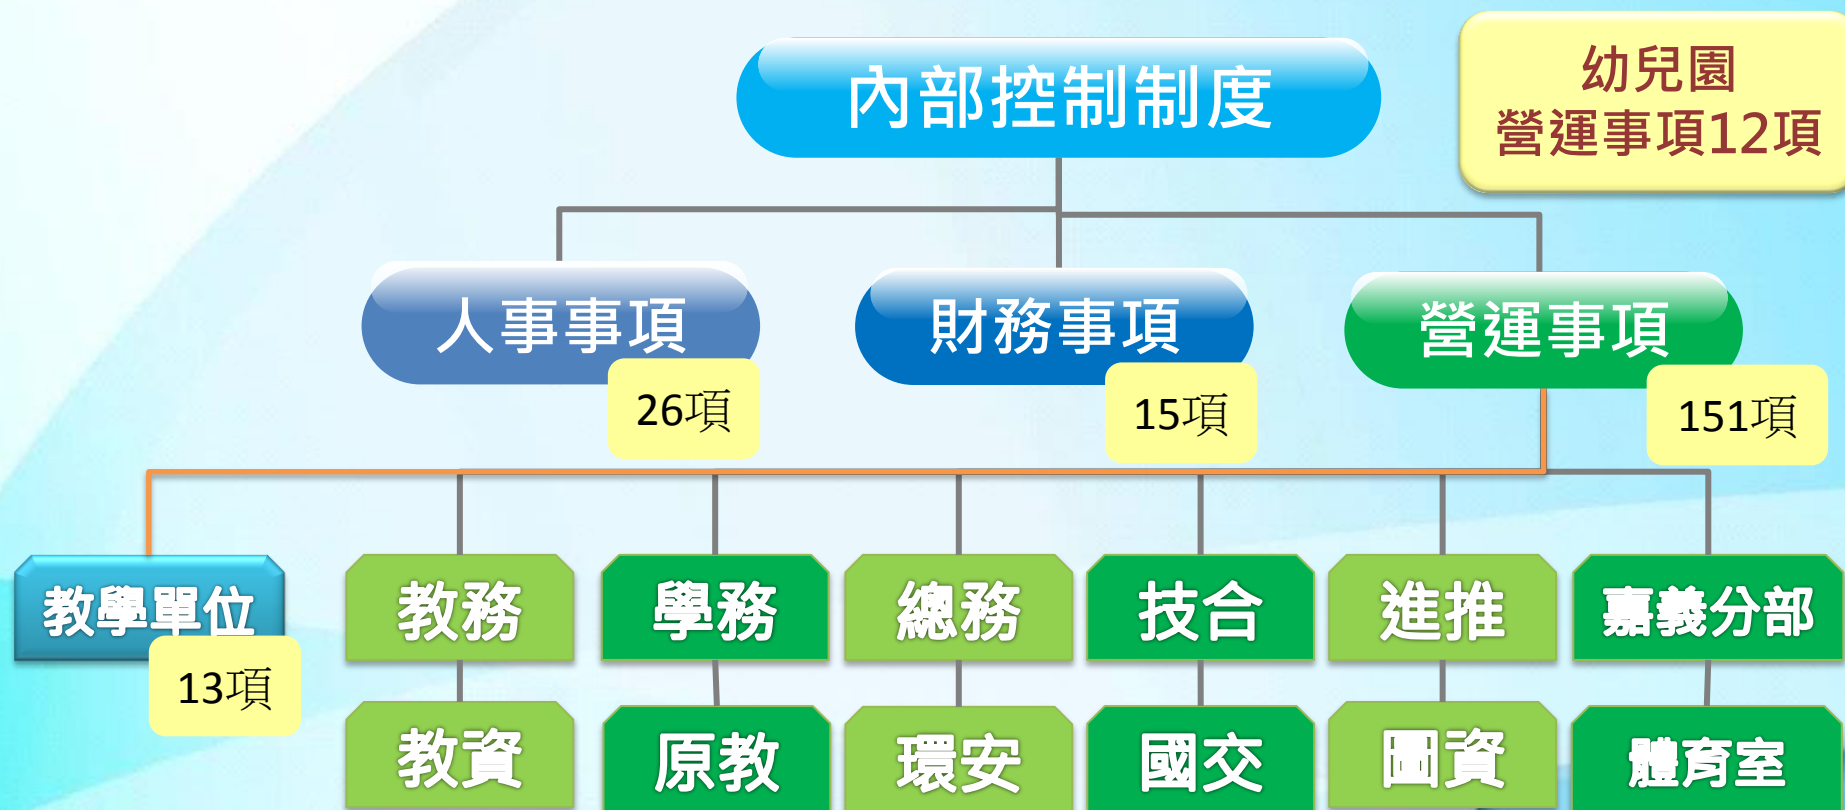 內部控制制度
幼兒園
營運事項12項
人事事項
財務事項
營運事項
26項
15項
151項
教學單位
教務
學務
總務
技合
進推
嘉義分部
13項
教資
原教
環安
國交
圖資
體育室